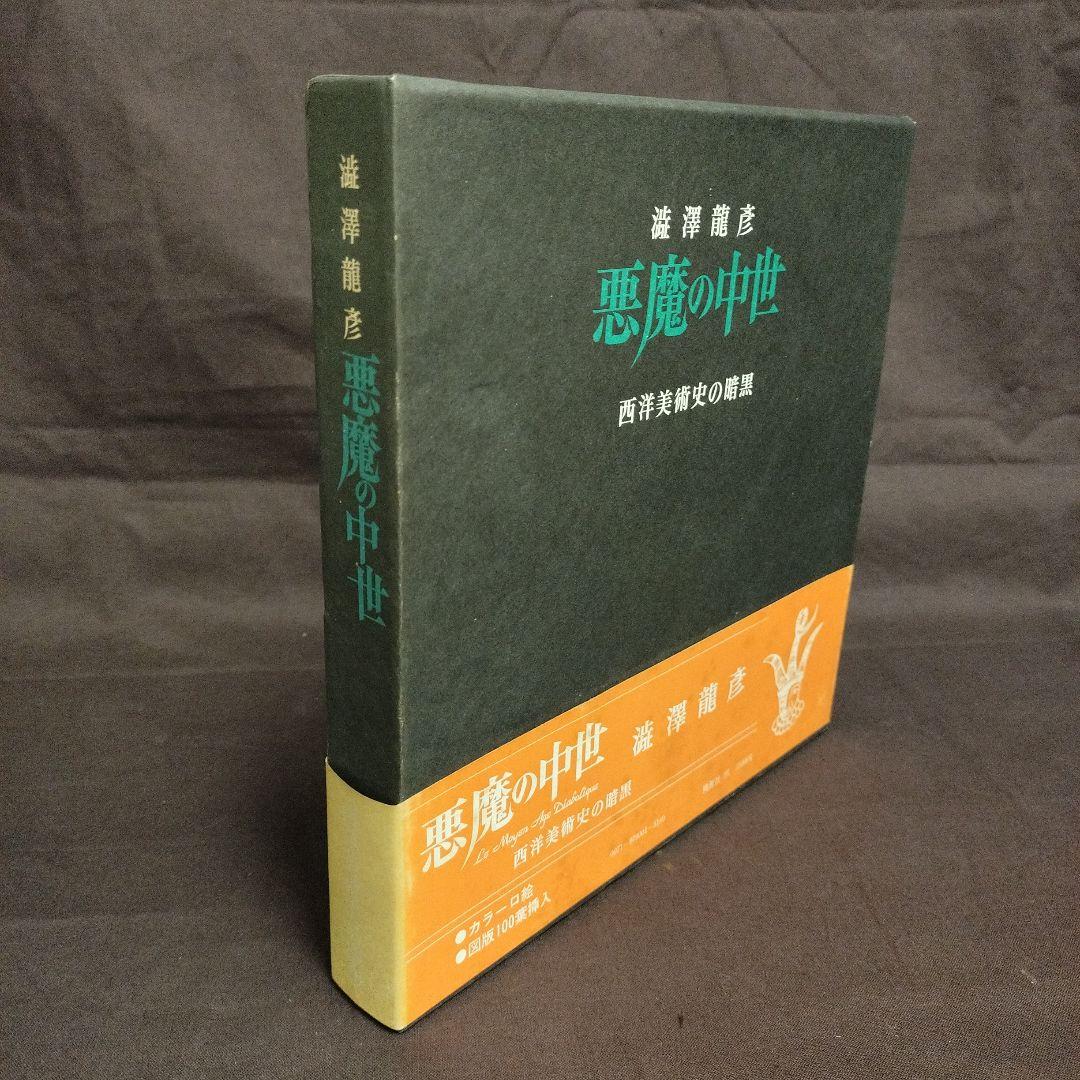 澁澤龍彥
悪魔の中世
澁澤龍彥
悪魔の中世
西洋美術史の暗黒
悪魔の中世
澁澤龍彥
Le Moyen Age Diabolique
西洋美術史の暗黒
●カラー口絵
●図版100葉挿入